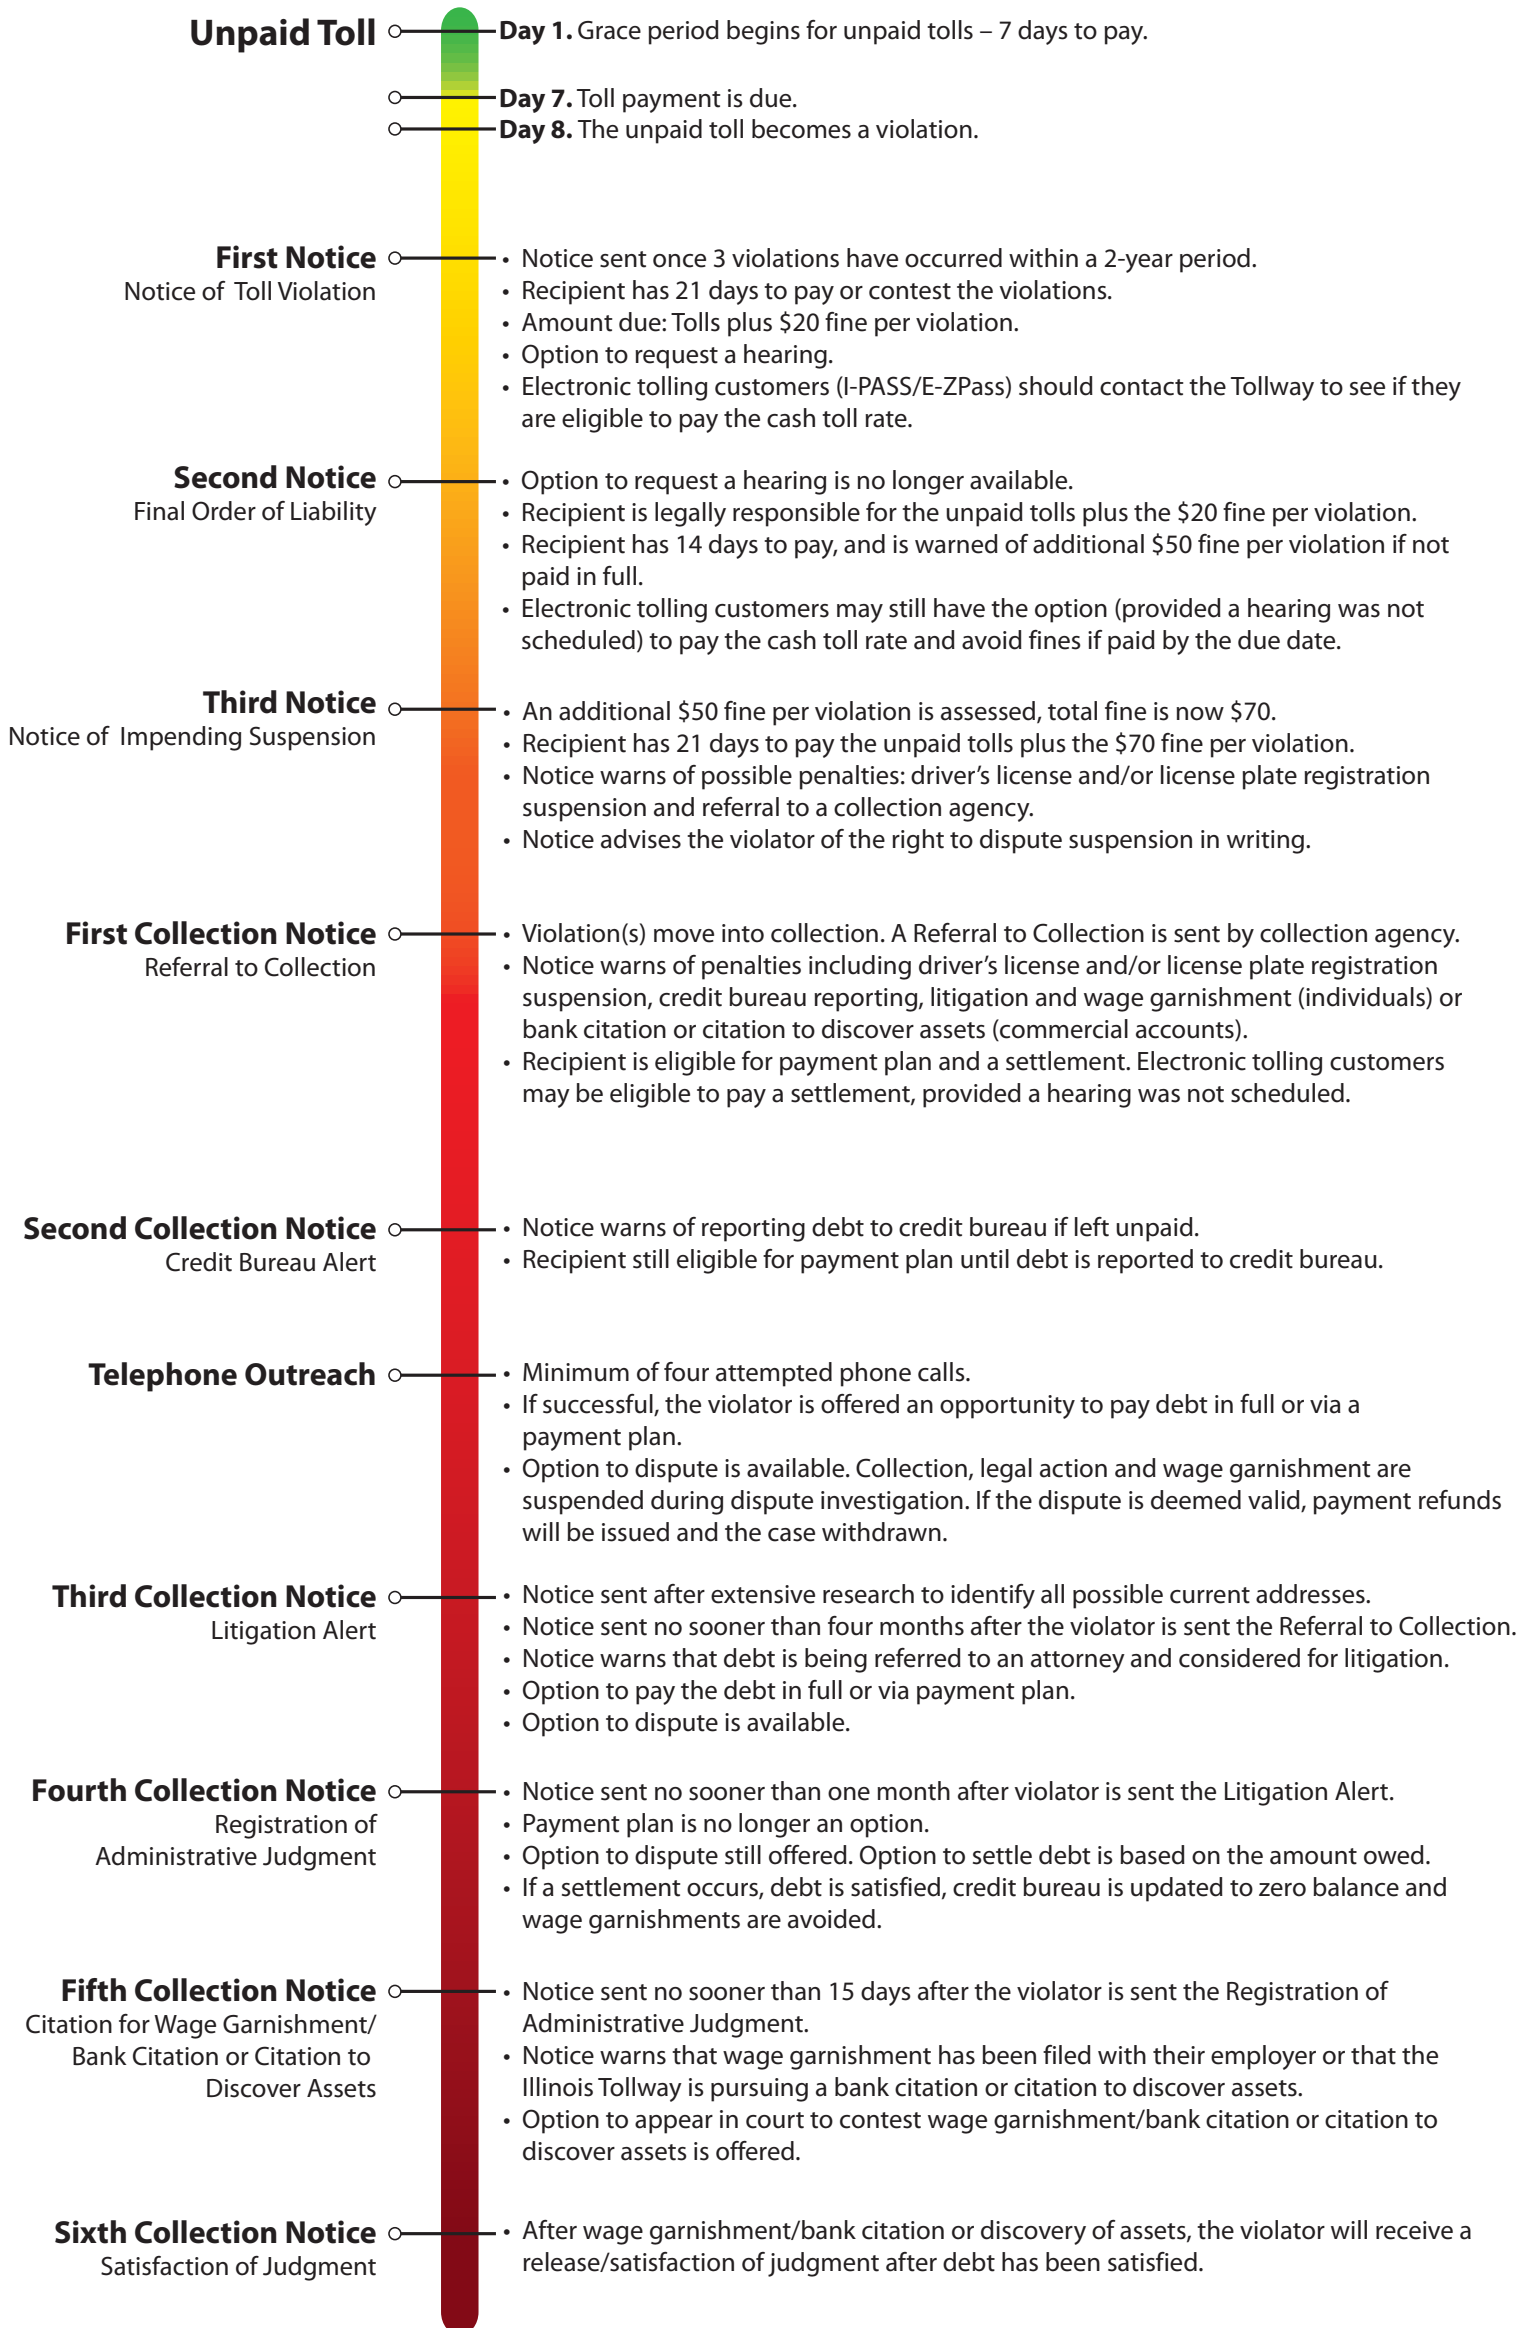 Unpaid Toll
Day 1. Grace period begins for unpaid tolls – 7 days to pay.
Day 7. Toll payment is due.
Day 8. The unpaid toll becomes a violation.
First Notice
Notice of Toll Violation
• Notice sent once 3 violations have occurred within a 2-year period.
• Recipient has 21 days to pay or contest the violations.
• Amount due: Tolls plus $20 fine per violation.
• Option to request a hearing.
• Electronic tolling customers (I-PASS/E-ZPass) should contact the Tollway to see if they
are eligible to pay the cash toll rate.
Second Notice
Final Order of Liability
• Option to request a hearing is no longer available.
• Recipient is legally responsible for the unpaid tolls plus the $20 fine per violation.
• Recipient has 14 days to pay, and is warned of additional $50 fine per violation if not
paid in full.
• Electronic tolling customers may still have the option (provided a hearing was not
scheduled) to pay the cash toll rate and avoid fines if paid by the due date.
Third Notice
Notice of Impending Suspension
• An additional $50 fine per violation is assessed, total fine is now $70.
• Recipient has 21 days to pay the unpaid tolls plus the $70 fine per violation.
• Notice warns of possible penalties: driver's license and/or license plate registration
suspension and referral to a collection agency.
• Notice advises the violator of the right to dispute suspension in writing.
First Collection Notice
Referral to Collection
• Violation(s) move into collection. A Referral to Collection is sent by collection agency.
• Notice warns of penalties including driver's license and/or license plate registration
suspension, credit bureau reporting, litigation and wage garnishment (individuals) or
bank citation or citation to discover assets (commercial accounts).
• Recipient is eligible for payment plan and a settlement. Electronic tolling customers
may be eligible to pay a settlement, provided a hearing was not scheduled.
Second Collection Notice
Credit Bureau Alert
• Notice warns of reporting debt to credit bureau if left unpaid.
• Recipient still eligible for payment plan until debt is reported to credit bureau.
Telephone Outreach
• Minimum of four attempted phone calls.
• If successful, the violator is offered an opportunity to pay debt in full or via a
payment plan.
• Option to dispute is available. Collection, legal action and wage garnishment are
suspended during dispute investigation. If the dispute is deemed valid, payment refunds
will be issued and the case withdrawn.
Third Collection Notice
Litigation Alert
• Notice sent after extensive research to identify all possible current addresses.
• Notice sent no sooner than four months after the violator is sent the Referral to Collection.
• Notice warns that debt is being referred to an attorney and considered for litigation.
• Option to pay the debt in full or via payment plan.
• Option to dispute is available.
Fourth Collection Notice
Registration of
Administrative Judgment
• Notice sent no sooner than one month after violator is sent the Litigation Alert.
• Payment plan is no longer an option.
• Option to dispute still offered. Option to settle debt is based on the amount owed.
• If a settlement occurs, debt is satisfied, credit bureau is updated to zero balance and
wage garnishments are avoided.
Fifth Collection Notice
Citation for Wage Garnishment/
Bank Citation or Citation to
Discover Assets
• Notice sent no sooner than 15 days after the violator is sent the Registration of
Administrative Judgment.
• Notice warns that wage garnishment has been filed with their employer or that the
Illinois Tollway is pursuing a bank citation or citation to discover assets.
• Option to appear in court to contest wage garnishment/bank citation or citation to
discover assets is offered.
Sixth Collection Notice
Satisfaction of Judgment
• After wage garnishment/bank citation or discovery of assets, the violator will receive a
release/satisfaction of judgment after debt has been satisfied.